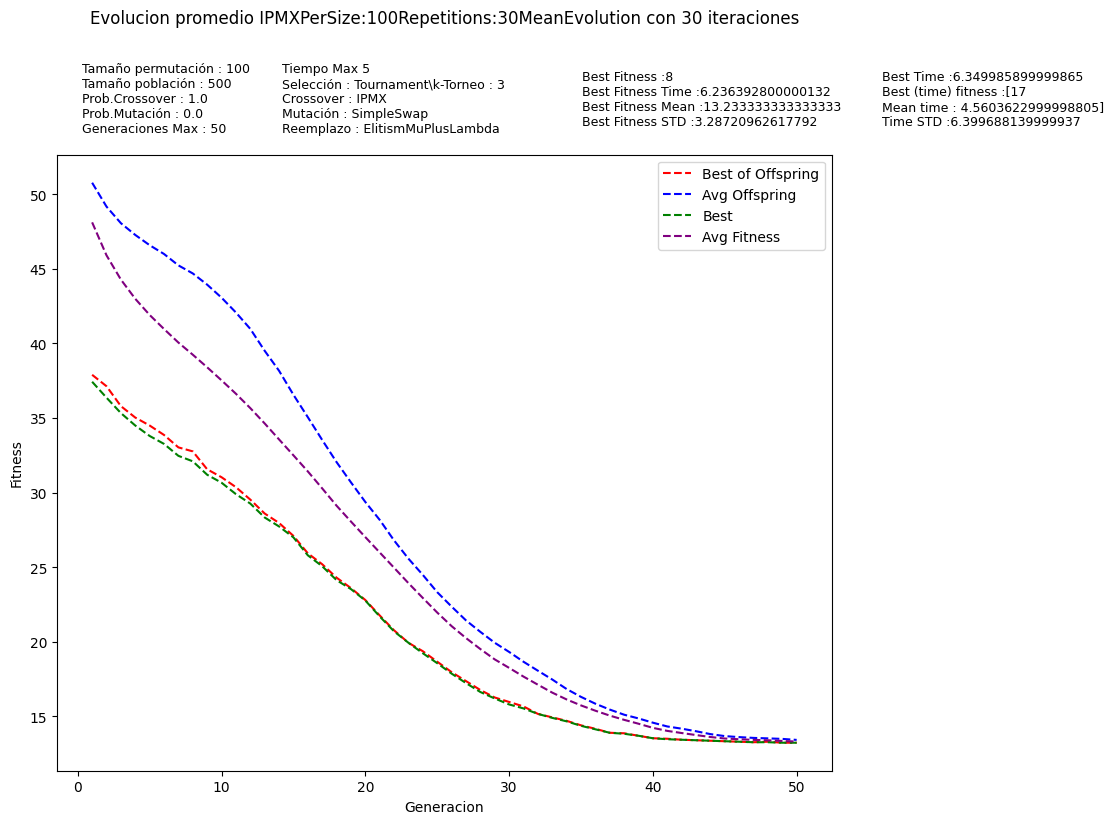 Evolucion promedio IPMXPerSize:100Repetitions:30MeanEvolution con 30 iteraciones
Tamaño permutación : 100
Tamaño población : 500
Prob.Crossover : 1.0
Prob.Mutación : 0.0
Generaciones Max : 50
Tiempo Max 5
Selección : Tournament\k-Torneo : 3
Crossover : IPMX
Mutación : SimpleSwap
Reemplazo : ElitismMuPlusLambda
Best Fitness :8
Best Fitness Time :6.236392800000132
Best Fitness Mean :13.233333333333333
Best Fitness STD :3.28720962617792
Best Time :6.349985899999865
Best (time) fitness :[17
Mean time : 4.5603622999998805]
Time STD :6.399688139999937
Best of Offspring
Avg Offspring
Best
Avg Fitness
Fitness
50
45
40
35
30
25
20
15
0 10 20 30 40 50
Generacion